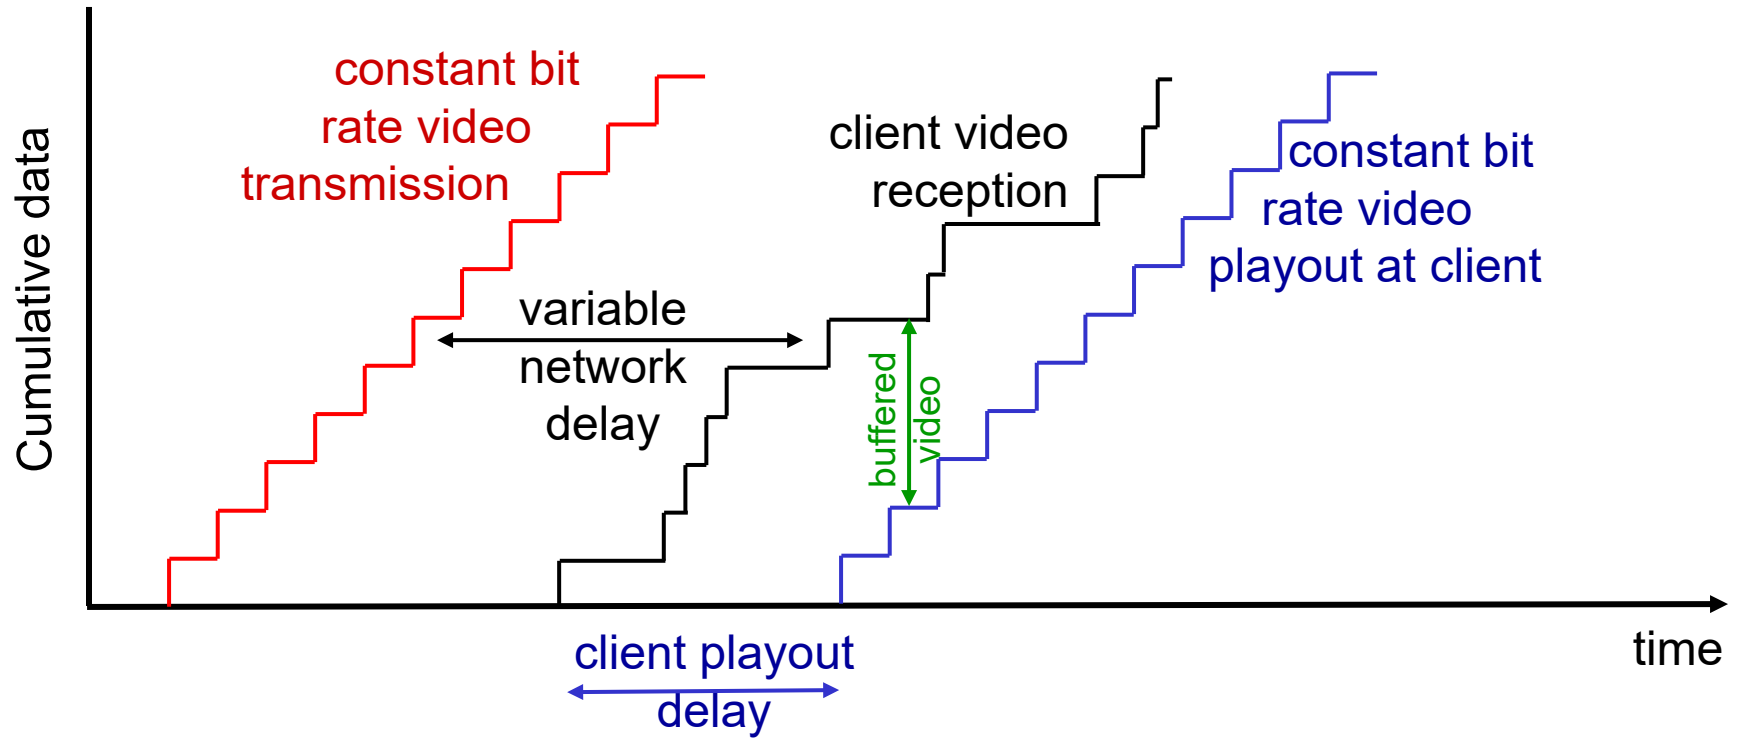 Cumulative data
constant bit
rate video
transmission
variable
network
delay
client video
reception
buffered
video
constant bit
rate video
playout at client
time
client playout
delay